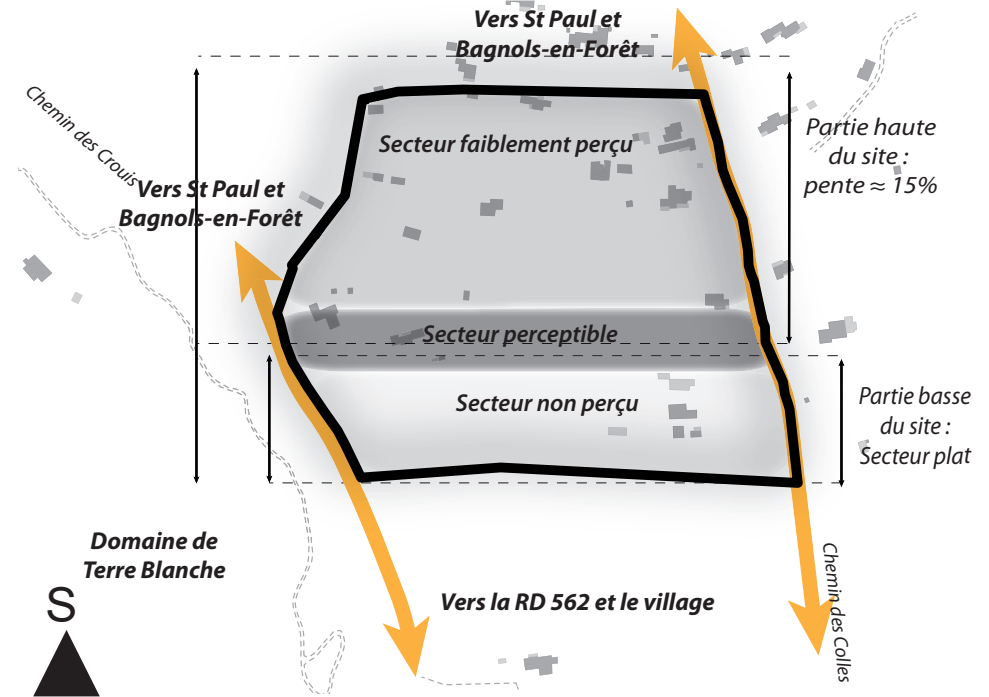 Vers St Paul et
Bagnols-en-Forêt
Chemin des Crouis
Secteur faiblement perçu
Partie haute
du site :
pente ≈ 15%
Vers St Paul et
Bagnols-en-Forêt
Secteur perceptible
Secteur non perçu
Partie basse
du site :
Secteur plat
Domaine de
Terre Blanche
Vers la RD 562 et le village
Chemin des Colles
S